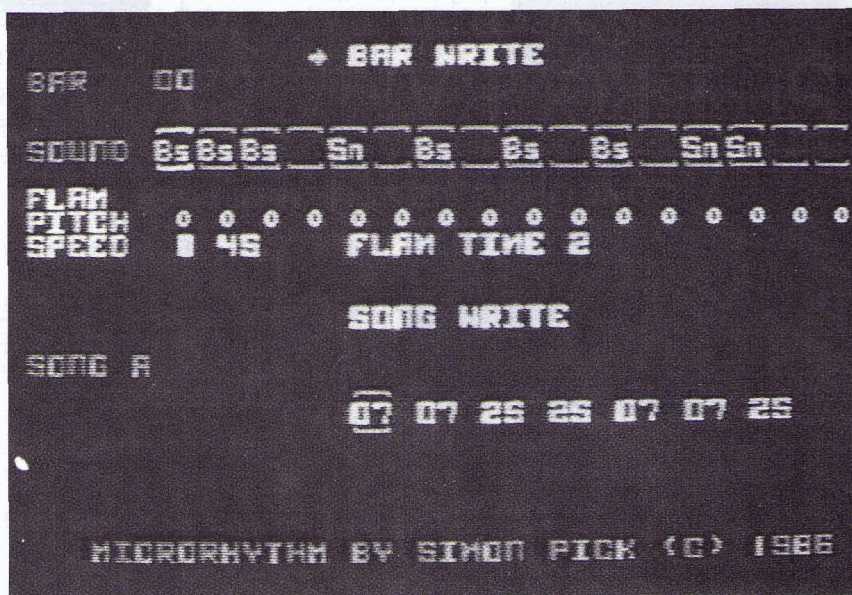 → BAR WRITE
BAR 00
SOUND Bs Bs Bs Sn Bs Bs Bs Sn Sn
FLAM
PITCH 0 0 0 0 0 0 0 0 0 0 0 0 0 0 0 0
SPEED 45 FLAM TIME 2
SONG WRITE
SONG A
07 07 25 25 07 07 25
MICRORHYTHM BY SIMON PICK (C) 1986